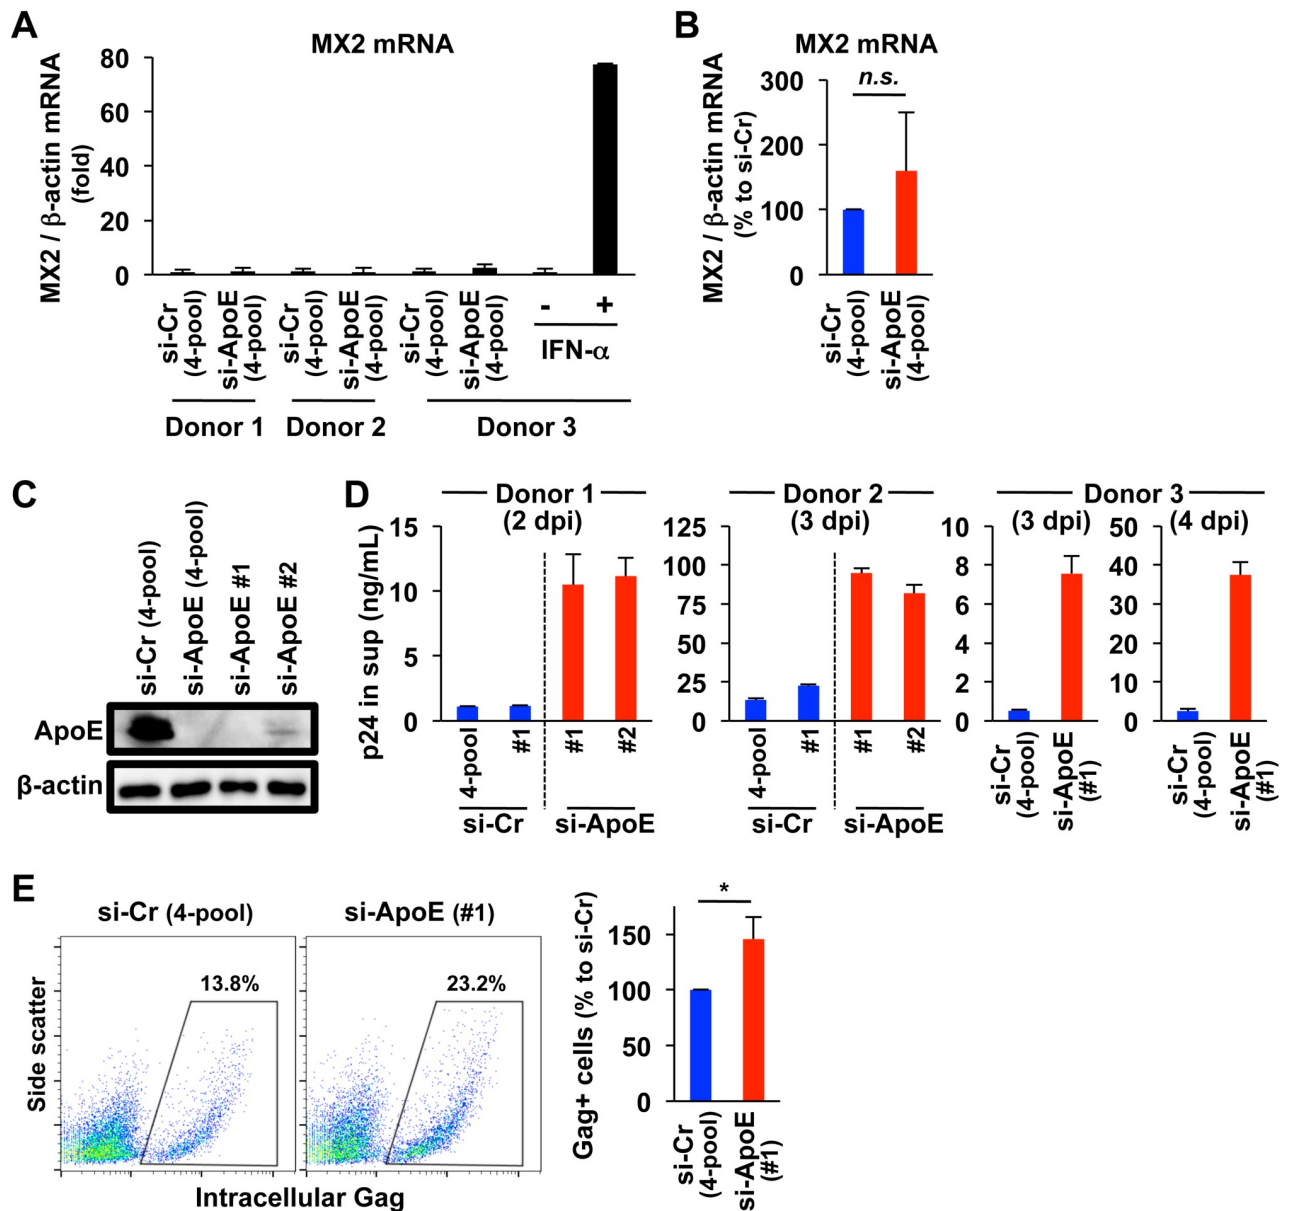 A
MX2 mRNA
MX2 / β-actin mRNA
(fold)
80
60
40
20
0
si-Cr
(4-pool)
si-ApoE
(4-pool)
si-Cr
(4-pool)
si-ApoE
(4-pool)
si-Cr
(4-pool)
si-ApoE
(4-pool)
- +
IFN-α
Donor 1 Donor 2 Donor 3
B
MX2 mRNA
MX2 / β-actin mRNA
(% to si-Cr)
300
200
100
0
n.s.
si-Cr
(4-pool)
si-ApoE
(4-pool)
C
si-Cr (4-pool)
si-ApoE (4-pool)
si-ApoE #1
si-ApoE #2
ApoE
β-actin
D
p24 in sup (ng/mL)
Donor 1
(2 dpi)
15
10
5
0
4-pool
#1
#1
#2
si-Cr si-ApoE
Donor 2
(3 dpi)
125
100
75
50
25
0
4-pool
#1
#1
#2
si-Cr si-ApoE
Donor 3
(3 dpi)
10
8
6
4
2
0
si-Cr
(4-pool)
si-ApoE
(#1)
(4 dpi)
50
40
30
20
10
0
si-Cr
(4-pool)
si-ApoE
(#1)
E
si-Cr (4-pool)
si-ApoE (#1)
Side scatter
13.8%
23.2%
Intracellular Gag
Gag+ cells (% to si-Cr)
150
100
50
0
*
si-Cr
(4-pool)
si-ApoE
(#1)